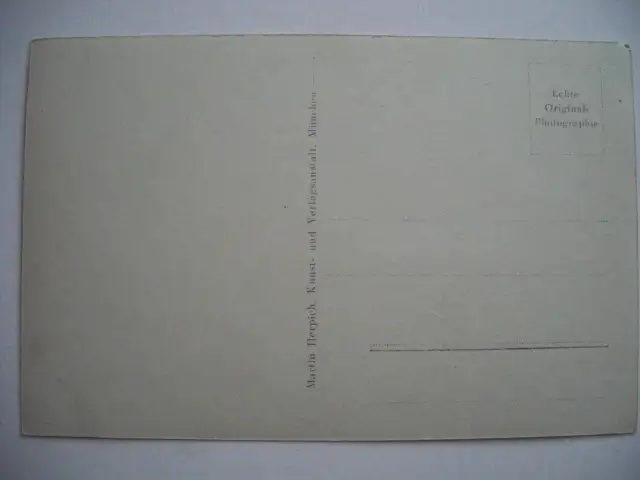 Martin Herpich, Kunst- und Verlagsanstalt, München
Echte
Original-
Photographie